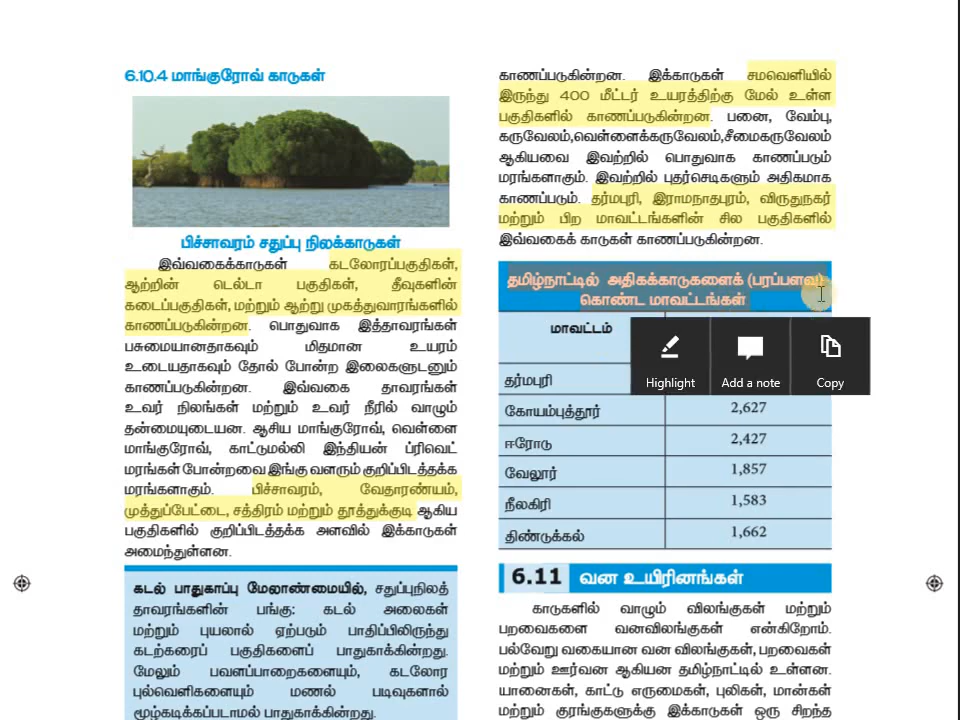 6.10.4 மாங்குரோவ் காடுகள்
பிச்சாவரம் சதுப்பு நிலக்காடுகள்
இவ்வகைக்காடுகள் கடலோரப்பகுதிகள்,
ஆற்றின் டெல்டா பகுதிகள், தீவுகளின்
கடைப்பகுதிகள், மற்றும் ஆற்று முகத்துவாரங்களில்
காணப்படுகின்றன. பொதுவாக இத்தாவரங்கள்
பசுமையானதாகவும் மிதமான உயரம்
உடையதாகவும் தோல் போன்ற இலைகளுடனும்
காணப்படுகின்றன. இவ்வகை தாவரங்கள்
உவர் நிலங்கள் மற்றும் உவர் நீரில் வாழும்
தன்மையுடையன. ஆசிய மாங்குரோவ், வெள்ளை
மாங்குரோவ், காட்டுமல்லி இந்தியன் ப்ரிவெட்
மரங்கள் போன்றவை இங்கு வளரும் குறிப்பிடத்தக்க
மரங்களாகும். பிச்சாவரம், வேதாரண்யம்,
முத்துப்பேட்டை, சத்திரம் மற்றும் தூத்துக்குடி ஆகிய
பகுதிகளில் குறிப்பிடத்தக்க அளவில் இக்காடுகள்
அமைந்துள்ளன.
கடல் பாதுகாப்பு மேலாண்மையில், சதுப்புநிலத்
தாவரங்களின் பங்கு: கடல் அலைகள்
மற்றும் புயலால் ஏற்படும் பாதிப்பிலிருந்து
கடற்கரைப் பகுதிகளைப் பாதுகாக்கின்றது.
மேலும் பவளப்பாறைகளையும், கடலோர
புல்வெளிகளையும் மணல் படிவுகளால்
மூழ்கடிக்கப்படாமல் பாதுகாக்கின்றது.
காணப்படுகின்றன. இக்காடுகள் சமவெளியில்
இருந்து 400 மீட்டர் உயரத்திற்கு மேல் உள்ள
பகுதிகளில் காணப்படுகின்றன. பனை, வேம்பு,
கருவேலம்,வெள்ளைக்கருவேலம்,சீமைகருவேலம்
ஆகியவை இவற்றில் பொதுவாக காணப்படும்
மரங்களாகும். இவற்றில் புதர்செடிகளும் அதிகமாக
காணப்படும். தர்மபுரி, இராமநாதபுரம், விருதுநகர்
மற்றும் பிற மாவட்டங்களின் சில பகுதிகளில்
இவ்வகைக் காடுகள் காணப்படுகின்றன.
தமிழ்நாட்டில் அதிகக்காடுகளைக் (பரப்பளவு)
கொண்ட மாவட்டங்கள்
மாவட்டம்
Highlight Add a note Copy
தர்மபுரி
கோயம்புத்தூர் 2,627
ஈரோடு 2,427
வேலூர் 1,857
நீலகிரி 1,583
திண்டுக்கல் 1,662
6.11 வன உயிரினங்கள்
காடுகளில் வாழும் விலங்குகள் மற்றும்
பறவைகளை வனவிலங்குகள் என்கிறோம்.
பல்வேறு வகையான வன விலங்குகள், பறவைகள்
மற்றும் ஊர்வன ஆகியன தமிழ்நாட்டில் உள்ளன.
யானைகள், காட்டு எருமைகள், புலிகள், மான்கள்
மற்றும் குரங்குகளுக்கு இக்காடுகள் ஒரு சிறந்த